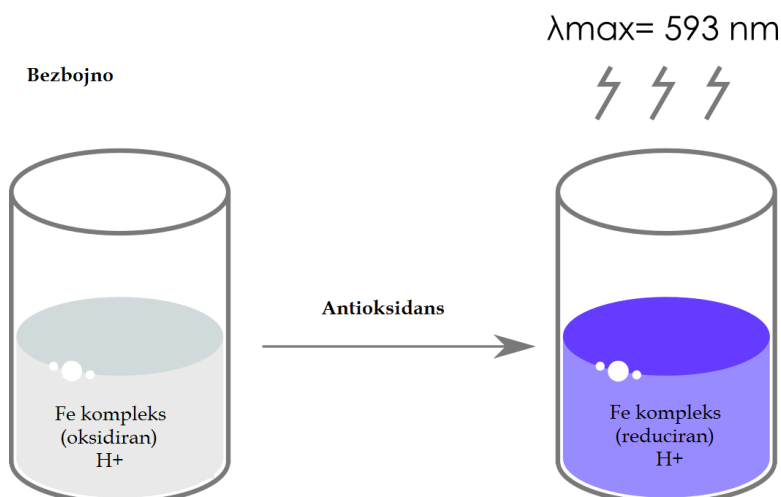 λmax= 593 nm
Bezbojno
Antioksidans
Fe kompleks
(oksidiran)
H+
Fe kompleks
(reduciran)
H+